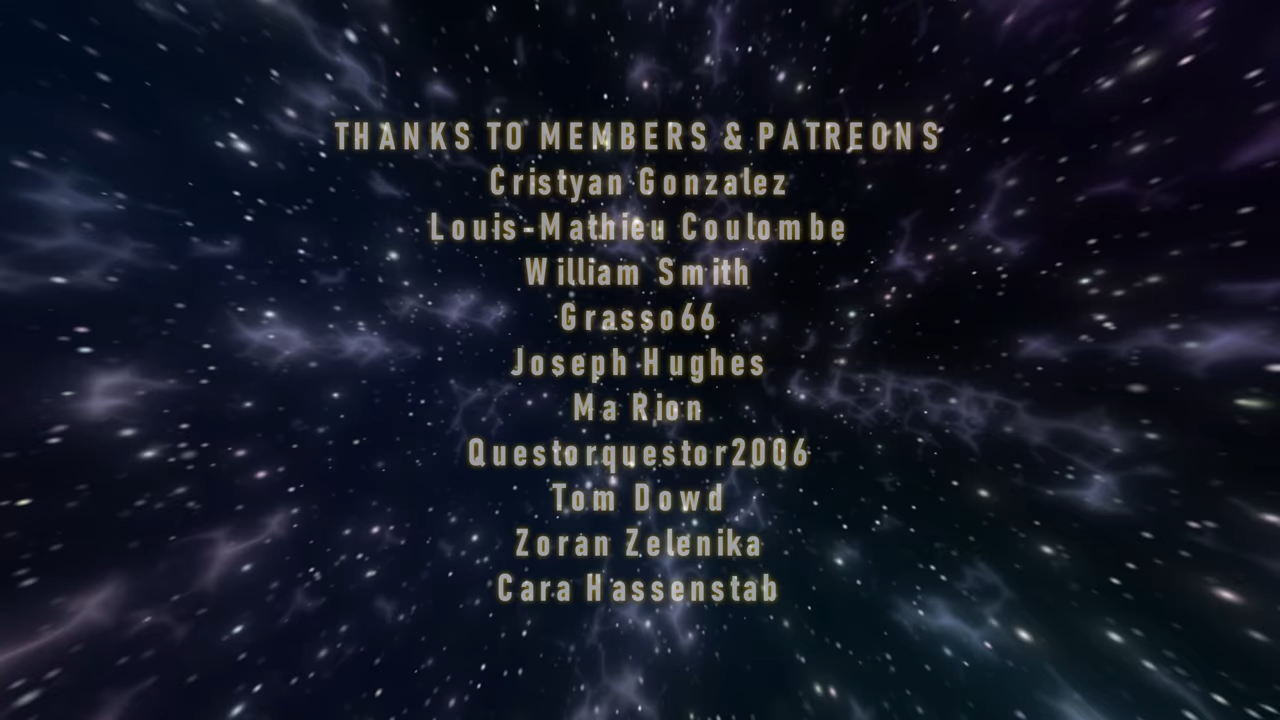 THANKS TO MEMBERS & PATREONS
Cristyan Gonzalez
Louis-Mathieu Coulombe
William Smith
Grasso66
Joseph Hughes
Ma Rion
Questorquestor2006
Tom Dowd
Zoran Zelenika
Cara Hassenstab